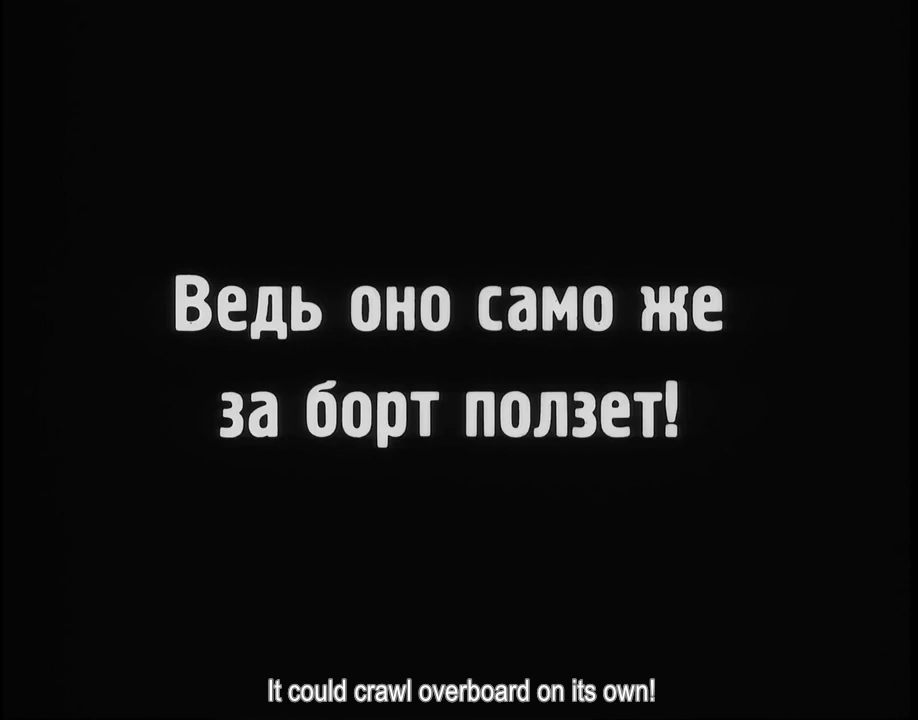 Ведь оно само же
за борт ползет!
It could crawl overboard on its own!